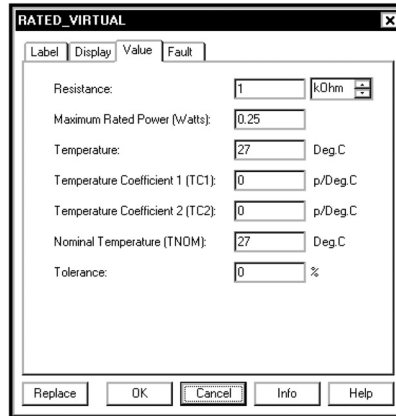 RATED_VIRTUAL x
Label Display Value Fault
Resistance: 1 kOhm
Maximum Rated Power (Watts): 0.25
Temperature: 27 Deg.C
Temperature Coefficient 1 (TC1): 0 p/Deg.C
Temperature Coefficient 2 (TC2): 0 p/Deg.C
Nominal Temperature (TNOM): 27 Deg.C
Tolerance: 0 %
Replace OK Cancel Info Help